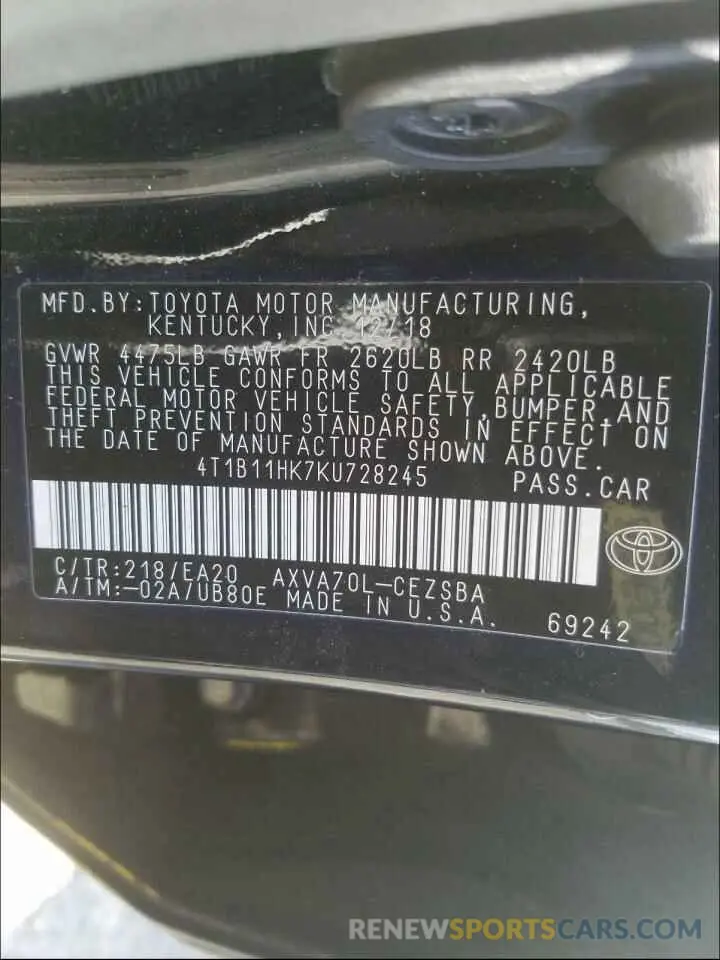 MFD.BY:TOYOTA MOTOR MANUFACTURING,
KENTUCKY,INC 12/18
GVWR 4475LB GAWR FR 2620LB RR 2420LB
THIS VEHICLE CONFORMS TO ALL APPLICABLE
FEDERAL MOTOR VEHICLE SAFETY,BUMPER,AND
THEFT PREVENTION STANDARDS IN EFFECT ON
THE DATE OF MANUFACTURE SHOWN ABOVE.
4T1B11HK7KU728245 PASS.CAR
C/TR:218/EA20 AXVA70L-CEZSBA
A/TM:-02A/UB80E MADE IN U.S.A. 69242
RENEWSPORTSCARS.COM